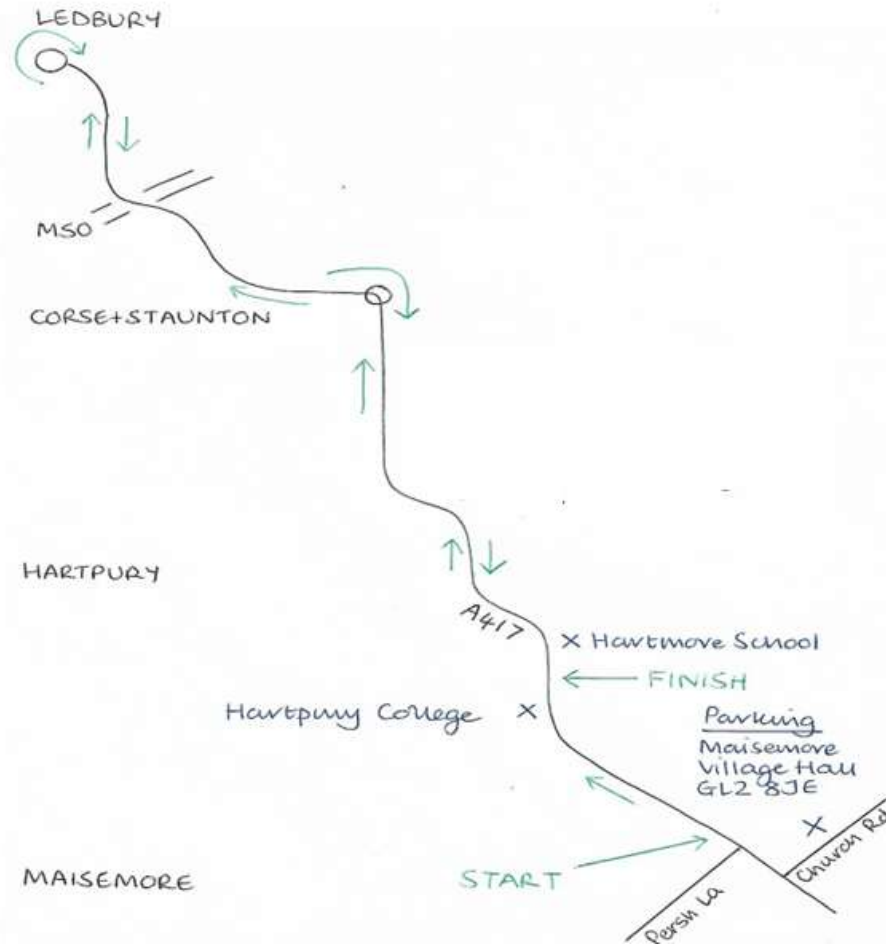 LEDBURY
MSO
CORSE+STAUNTON
HARTPURY
A417
X Hartmore School
FINISH
Hartpury College X
Parking
Maisemore
Village Hall
GL2 8JE
X
Church Rd
START
MAISEMORE
Persh La